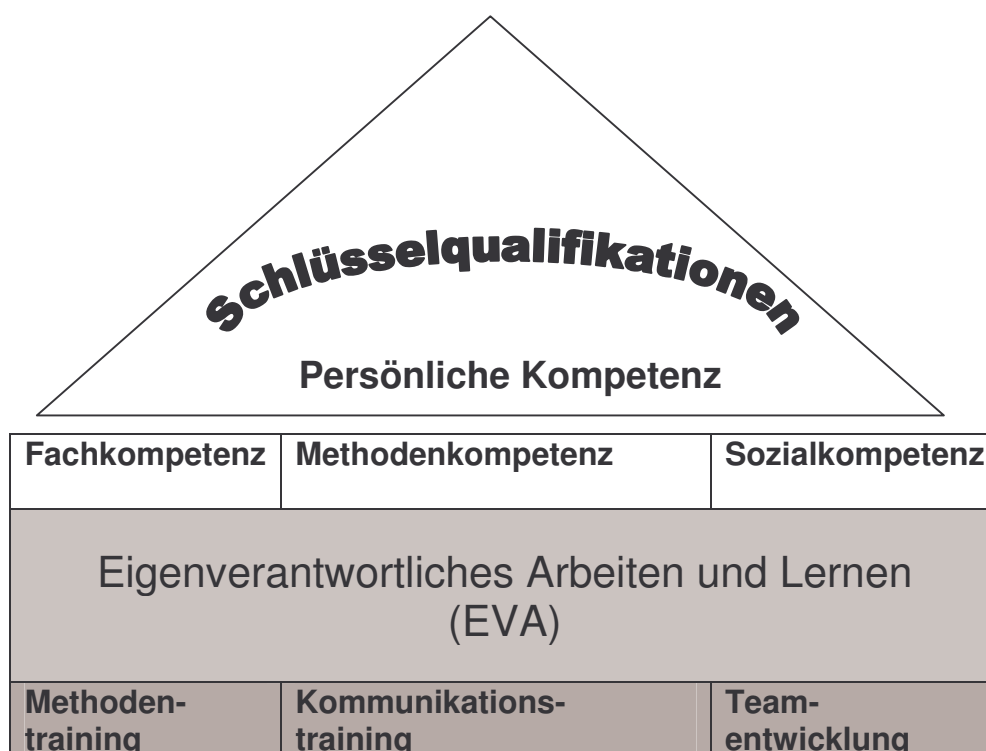 Schlüsselqualifikationen
Persönliche Kompetenz
Fachkompetenz Methodenkompetenz Sozialkompetenz
Eigenverantwortliches Arbeiten und Lernen
(EVA)
Methoden- Kommunikations- Team-
training training entwicklung